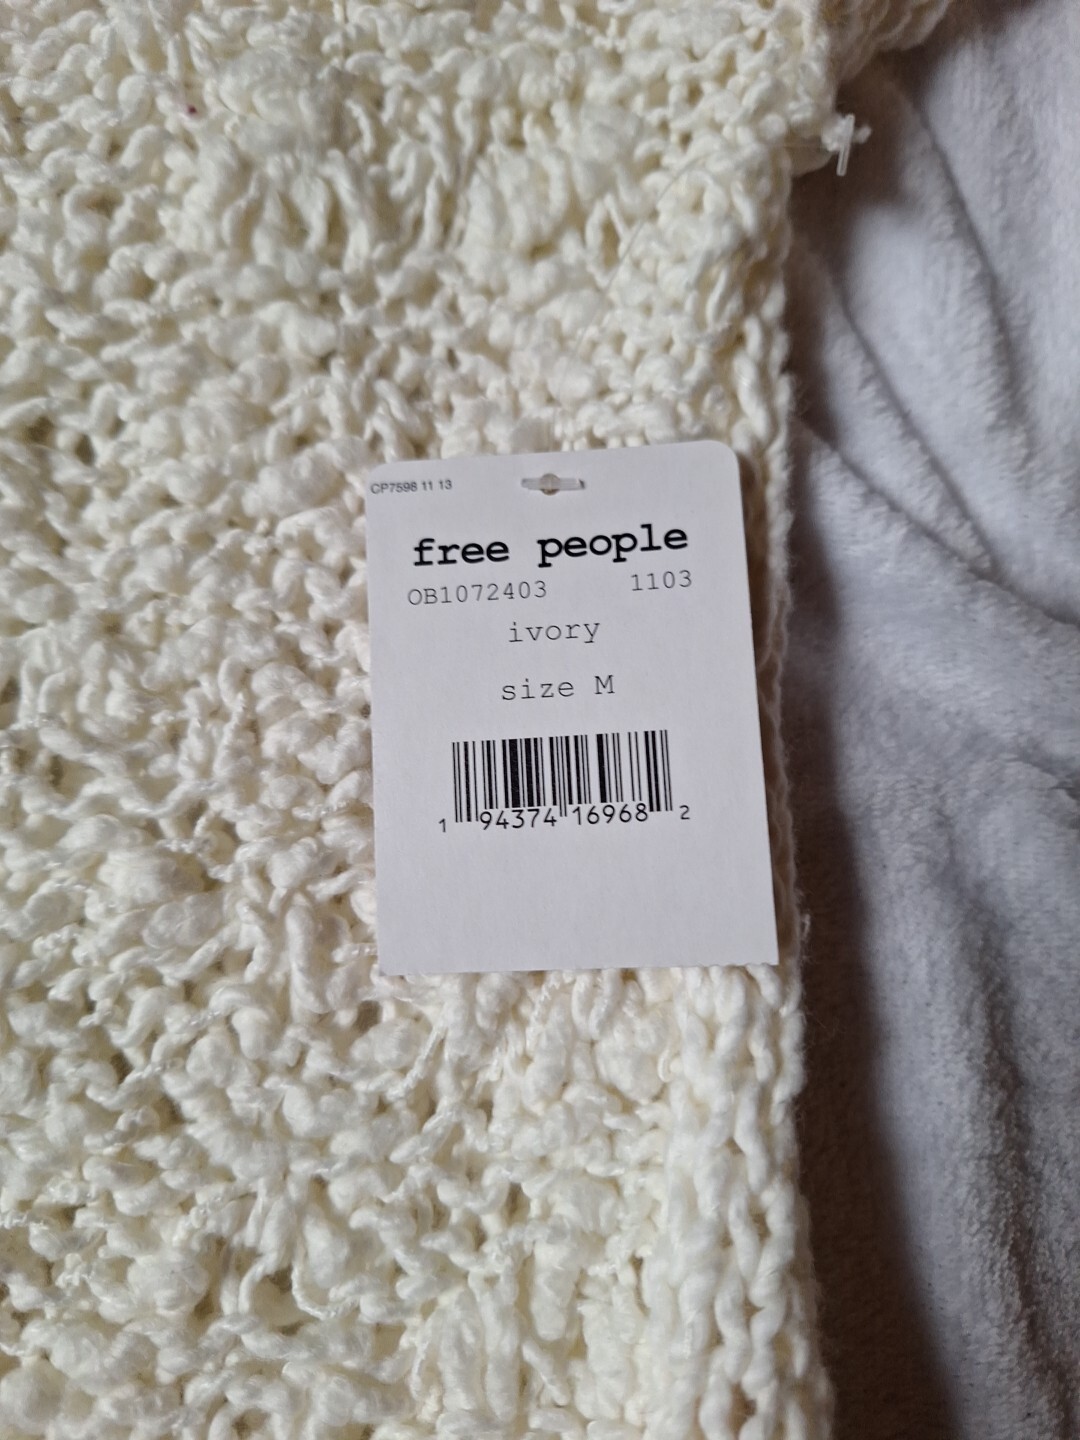 CP7598 11 13
free people
OB1072403 1103
ivory
size M
1 94374 16968 2